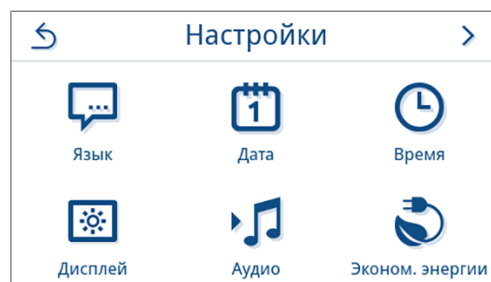 Настройки
...
1
Язык Дата Время
Дисплей Аудио Эконом. энергии